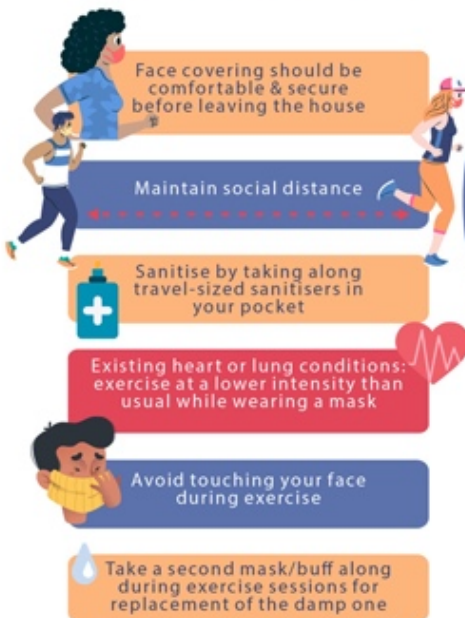 Face covering should be
comfortable & secure
before leaving the house
Maintain social distance
Sanitise by taking along
travel-sized sanitisers in
your pocket
Existing heart or lung conditions:
exercise at a lower intensity than
usual while wearing a mask
Avoid touching your face
during exercise
Take a second mask/buff along
during exercise sessions for
replacement of the damp one